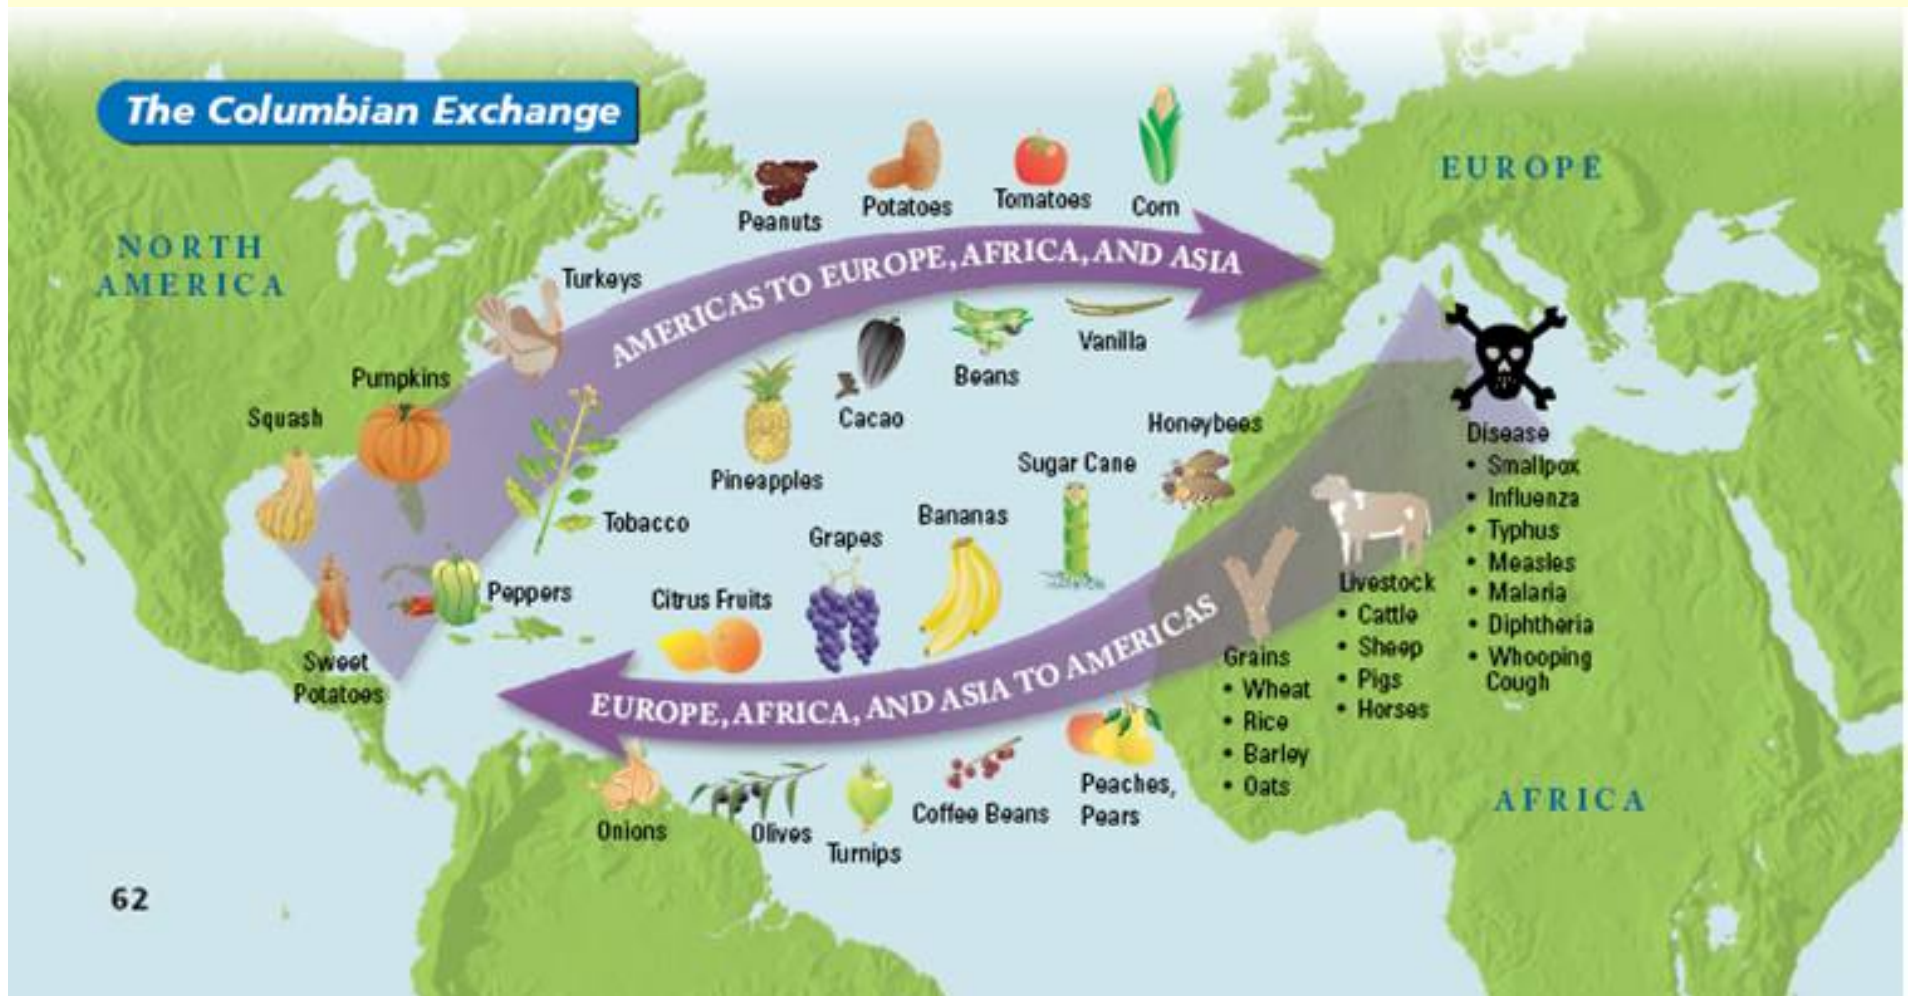 The Columbian Exchange
NORTH
AMERICA
EUROPE
Peanuts
Potatoes
Tomatoes
Corn
AMERICAS TO EUROPE, AFRICA, AND ASIA
Turkeys
Pumpkins
Squash
Tobacco
Peppers
Sweet
Potatoes
Pineapples
Cacao
Beans
Vanilla
Honeybees
Sugar Cane
Bananas
Grapes
Citrus Fruits
EUROPE, AFRICA, AND ASIA TO AMERICAS
Onions
Olives
Turnips
Coffee Beans
Peaches,
Pears
Grains
• Wheat
• Rice
• Barley
• Oats
Livestock
• Cattle
• Sheep
• Pigs
• Horses
Disease
• Smallpox
• Influenza
• Typhus
• Measles
• Malaria
• Diphtheria
• Whooping
Cough
AFRICA
62